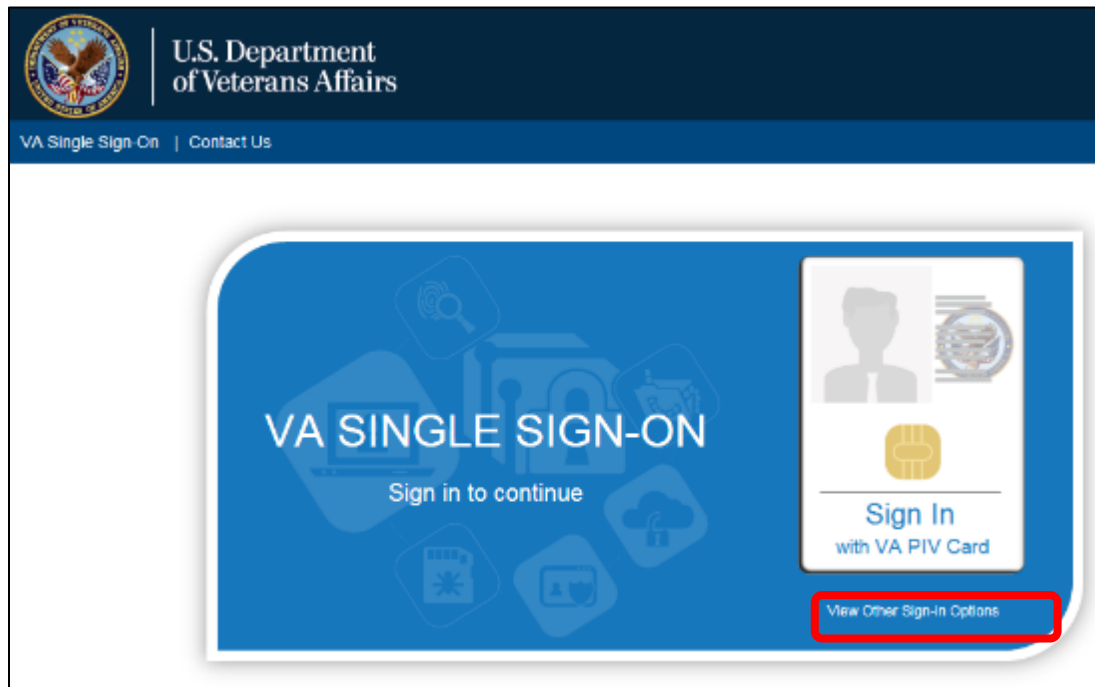 U.S. Department
of Veterans Affairs
VA Single Sign-On | Contact Us
VA SINGLE SIGN-ON
Sign in to continue
Sign In
with VA PIV Card
View Other Sign-In Options